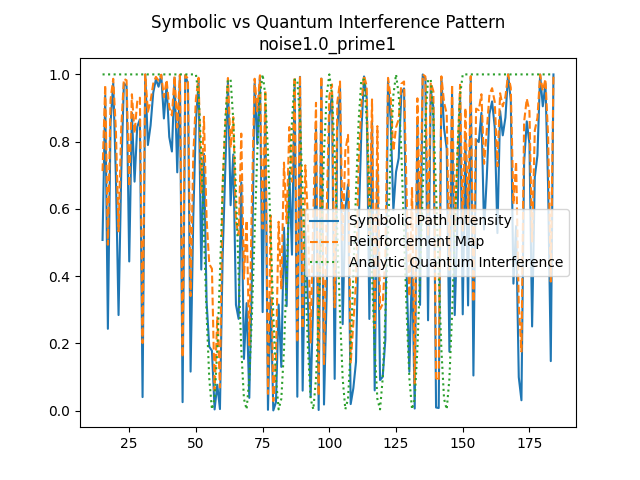 Symbolic vs Quantum Interference Pattern
noise1.0_prime1
1.0
0.8
0.6
0.4
0.2
0.0
Symbolic Path Intensity
Reinforcement Map
Analytic Quantum Interference
25 50 75 100 125 150 175